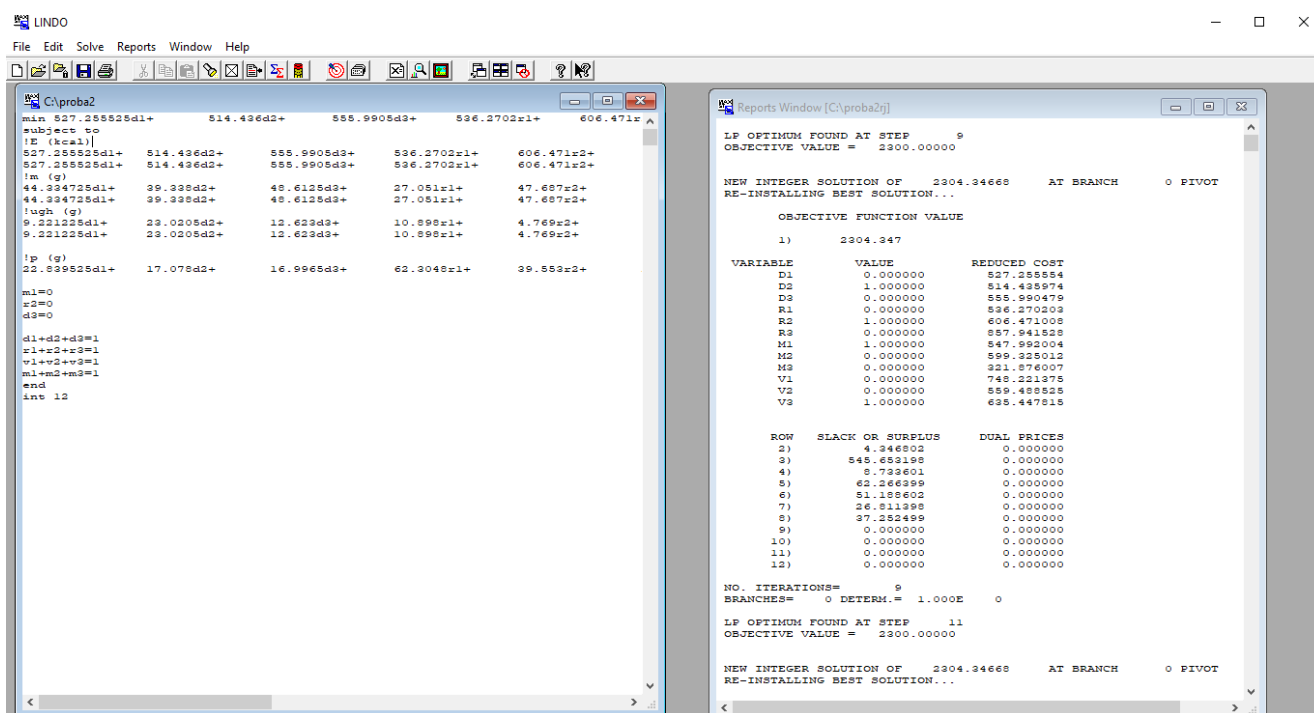 LINDO
File Edit Solve Reports Window Help
C:\proba2
min 527.255525d1+ 514.436d2+ 555.9905d3+ 536.2702r1+ 606.471r
subject to
!E (kcal)
527.255525d1+ 514.436d2+ 555.9905d3+ 536.2702r1+ 606.471r2+
527.255525d1+ 514.436d2+ 555.9905d3+ 536.2702r1+ 606.471r2+
!m (g)
44.334725d1+ 39.338d2+ 48.6125d3+ 27.051r1+ 47.687r2+
44.334725d1+ 39.338d2+ 48.6125d3+ 27.051r1+ 47.687r2+
!ugh (g)
9.221225d1+ 23.0205d2+ 12.623d3+ 10.898r1+ 4.769r2+
9.221225d1+ 23.0205d2+ 12.623d3+ 10.898r1+ 4.769r2+
!p (g)
22.839525d1+ 17.078d2+ 16.9965d3+ 62.3048r1+ 39.553r2+
m1=0
r2=0
d3=0
d1+d2+d3=1
r1+r2+r3=1
v1+v2+v3=1
m1+m2+m3=1
end
int 12
Reports Window [C:\proba2rj]
LP OPTIMUM FOUND AT STEP 9
OBJECTIVE VALUE = 2300.00000
NEW INTEGER SOLUTION OF 2304.34668 AT BRANCH 0 PIVOT
RE-INSTALLING BEST SOLUTION...
OBJECTIVE FUNCTION VALUE
1) 2304.347
VARIABLE VALUE REDUCED COST
D1 0.000000 527.255554
D2 1.000000 514.435974
D3 0.000000 555.990479
R1 0.000000 536.270203
R2 1.000000 606.471008
R3 0.000000 857.941528
M1 1.000000 547.992004
M2 0.000000 599.325012
M3 0.000000 321.876007
V1 0.000000 748.221375
V2 0.000000 559.488525
V3 1.000000 635.447815
ROW SLACK OR SURPLUS DUAL PRICES
2) 4.346802 0.000000
3) 545.653198 0.000000
4) 8.733601 0.000000
5) 62.266399 0.000000
6) 51.188602 0.000000
7) 26.811398 0.000000
8) 37.252499 0.000000
9) 0.000000 0.000000
10) 0.000000 0.000000
11) 0.000000 0.000000
12) 0.000000 0.000000
NO. ITERATIONS= 9
BRANCHES= 0 DETERM.= 1.000E 0
LP OPTIMUM FOUND AT STEP 11
OBJECTIVE VALUE = 2300.00000
NEW INTEGER SOLUTION OF 2304.34668 AT BRANCH 0 PIVOT
RE-INSTALLING BEST SOLUTION...